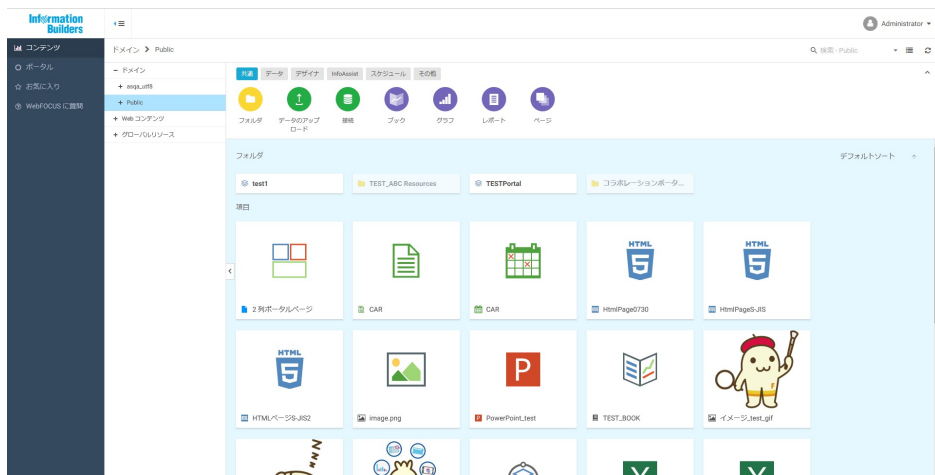 Information
Builders
Administrator
コンテンツ
ドメイン > Public
検索 - Public
ポータル
お気に入り
WebFOCUS に質問
− ドメイン
+ asqa_utf8
+ Public
+ Web コンテンツ
+ グローバルリソース
共通 データ デザイナ InfoAssist スケジュール その他
フォルダ データのアップロード 接続 ブック グラフ レポート ページ
フォルダ デフォルトソート
test1 TEST_ABC Resources TESTPortal コラボレーションポータ...
項目
HTML HTML
2 列ポータルページ CAR CAR HtmlPage0730 HtmlPageS-JIS
HTML
P
F
HTMLページS-JIS2 image.png PowerPoint_test TEST_BOOK イメージ_test_gif
ZZZ
X X